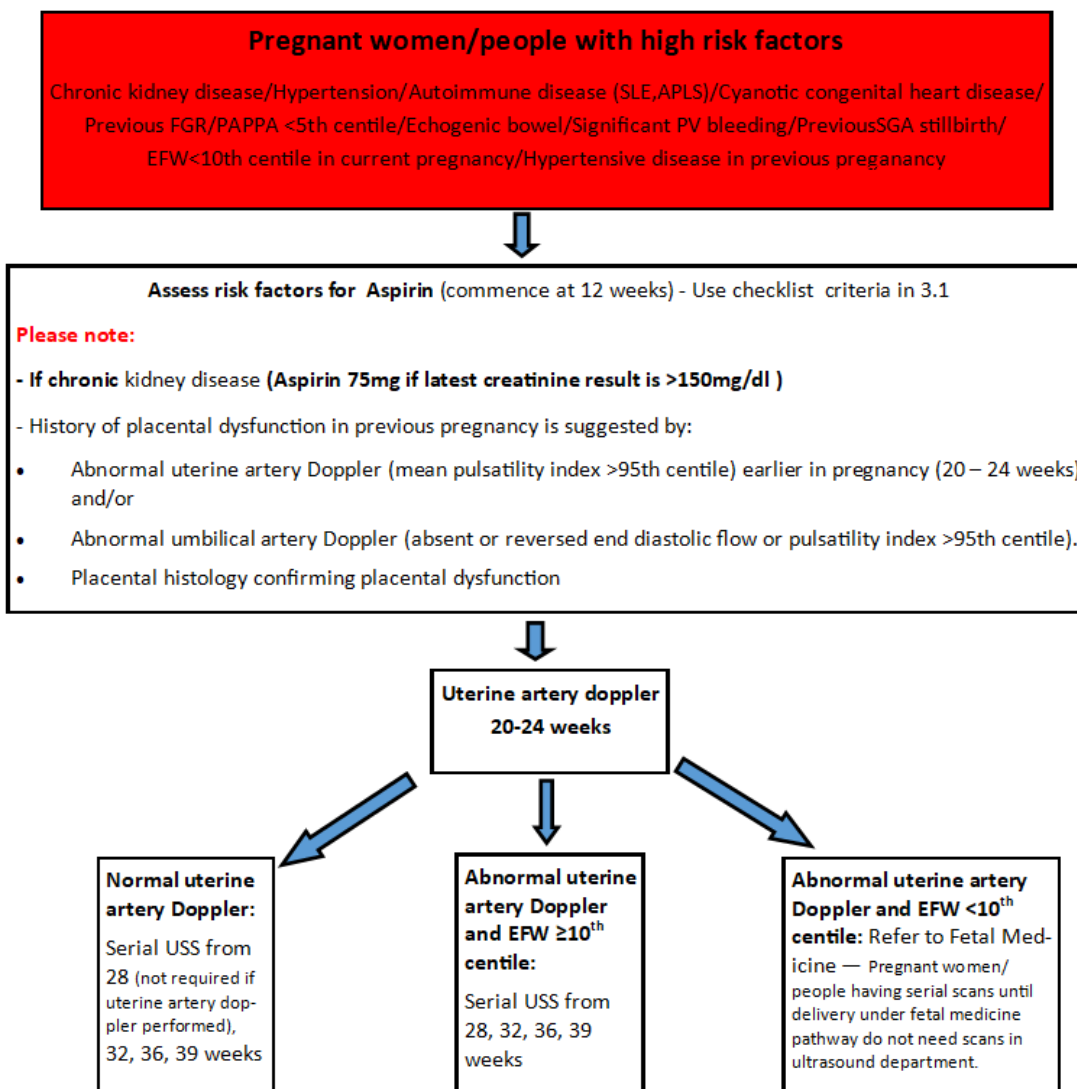 Pregnant women/people with high risk factors
Chronic kidney disease/Hypertension/Autoimmune disease (SLE,APLS)/Cyanotic congenital heart disease/
Previous FGR/PAPPA <5th centile/Echogenic bowel/Significant PV bleeding/PreviousSGA stillbirth/
EFW<10th centile in current pregnancy/Hypertensive disease in previous preganancy
Assess risk factors for Aspirin (commence at 12 weeks) - Use checklist criteria in 3.1
Please note:
- If chronic kidney disease (Aspirin 75mg if latest creatinine result is >150mg/dl )
- History of placental dysfunction in previous pregnancy is suggested by:
• Abnormal uterine artery Doppler (mean pulsatility index >95th centile) earlier in pregnancy (20 – 24 weeks)
and/or
• Abnormal umbilical artery Doppler (absent or reversed end diastolic flow or pulsatility index >95th centile).
• Placental histology confirming placental dysfunction
Uterine artery doppler
20-24 weeks
Normal uterine
artery Doppler:
Serial USS from
28 (not required if
uterine artery dop-
pler performed),
32, 36, 39 weeks
Abnormal uterine
artery Doppler
and EFW ≥10th
centile:
Serial USS from
28, 32, 36, 39
weeks
Abnormal uterine artery
Doppler and EFW <10th
centile: Refer to Fetal Med-
icine — Pregnant women/
people having serial scans until
delivery under fetal medicine
pathway do not need scans in
ultrasound department.